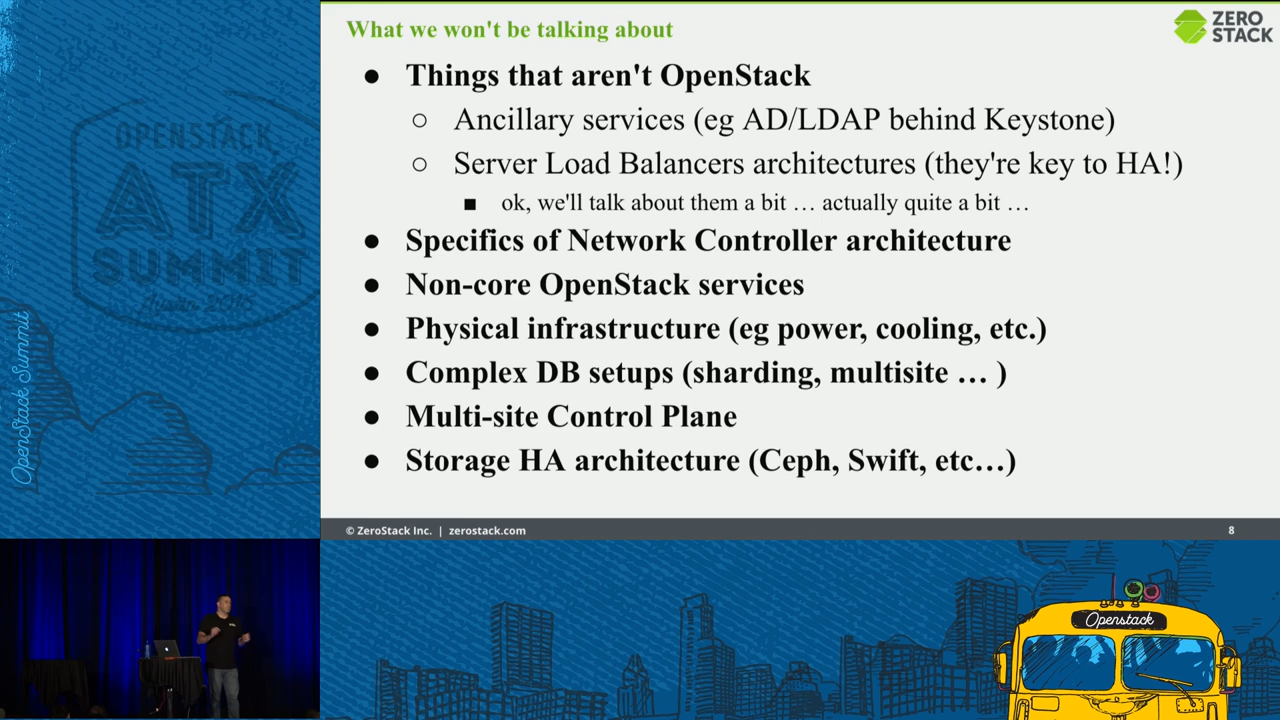 What we won't be talking about
ZERO
STACK
● Things that aren't OpenStack
○ Ancillary services (eg AD/LDAP behind Keystone)
○ Server Load Balancers architectures (they're key to HA!)
■ ok, we'll talk about them a bit … actually quite a bit …
● Specifics of Network Controller architecture
● Non-core OpenStack services
● Physical infrastructure (eg power, cooling, etc.)
● Complex DB setups (sharding, multisite … )
● Multi-site Control Plane
● Storage HA architecture (Ceph, Swift, etc…)
© ZeroStack Inc. | zerostack.com
8
OPENSTACK
ATX
SUMMIT
Austin 2016
OpenStack Summit
Openstack